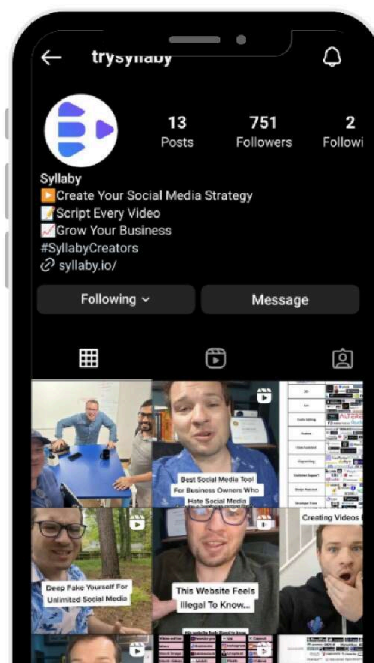 trysyllaby
13 751 2
Posts Followers Followi
Syllaby
Create Your Social Media Strategy
Script Every Video
Grow Your Business
#SyllabyCreators
syllaby.io/
Following Message
Best Social Media Tool
For Business Owners Who
Hate Social Media
Creating Videos
Deep Fake Yourself For
Unlimited Social Media
This Website Feels
Illegal To Know...